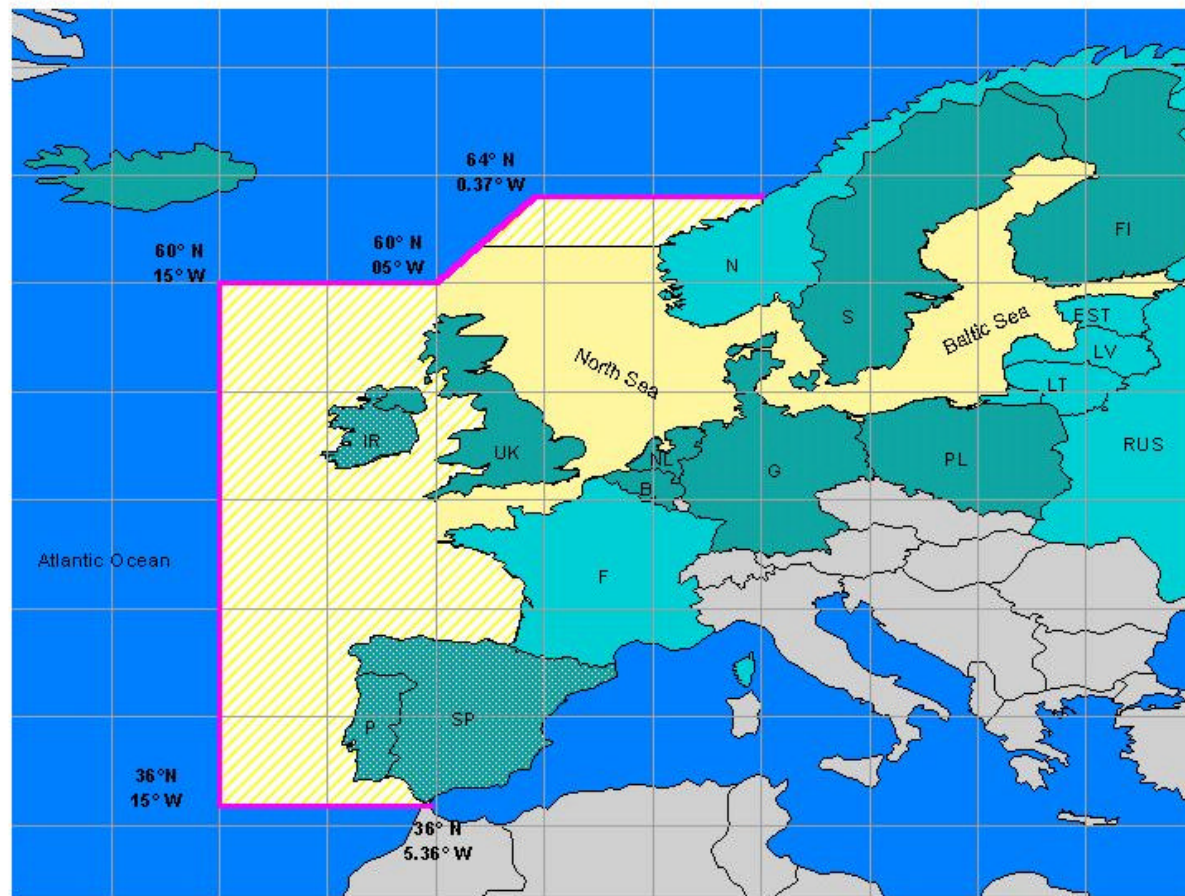 64° N
0.37° W
60° N
15° W
60° N
05° W
N
FI
S
EST
Baltic Sea
LV
North Sea
LT
IR
UK
NL
B
G
PL
RUS
Atlantic Ocean
F
P
SP
36°N
15° W
36° N
5.36° W